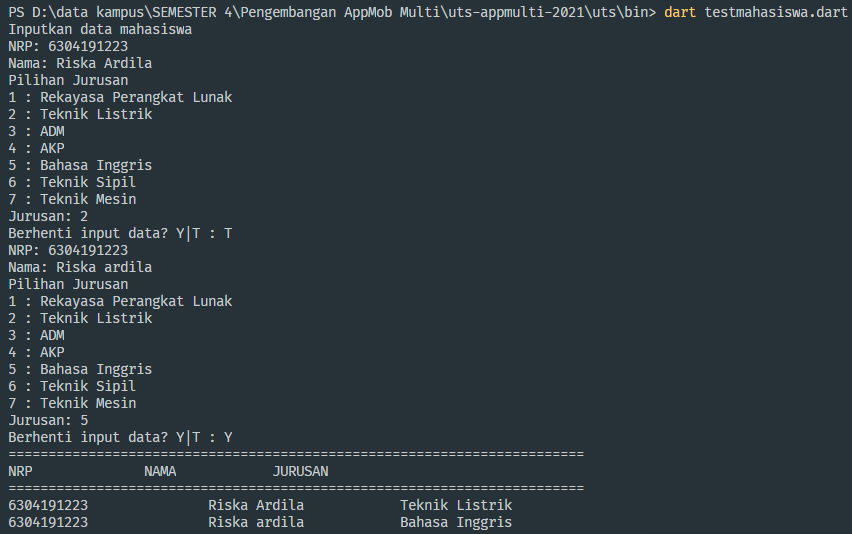 PS D:\data kampus\SEMESTER 4\Pengembangan AppMob Multi\uts-appmulti-2021\uts\bin> dart testmahasiswa.dart
Inputkan data mahasiswa
NRP: 6304191223
Nama: Riska Ardila
Pilihan Jurusan
1 : Rekayasa Perangkat Lunak
2 : Teknik Listrik
3 : ADM
4 : AKP
5 : Bahasa Inggris
6 : Teknik Sipil
7 : Teknik Mesin
Jurusan: 2
Berhenti input data? Y|T : T
NRP: 6304191223
Nama: Riska ardila
Pilihan Jurusan
1 : Rekayasa Perangkat Lunak
2 : Teknik Listrik
3 : ADM
4 : AKP
5 : Bahasa Inggris
6 : Teknik Sipil
7 : Teknik Mesin
Jurusan: 5
Berhenti input data? Y|T : Y
========================================================================
NRP              NAMA            JURUSAN
========================================================================
6304191223               Riska Ardila            Teknik Listrik
6304191223               Riska ardila            Bahasa Inggris